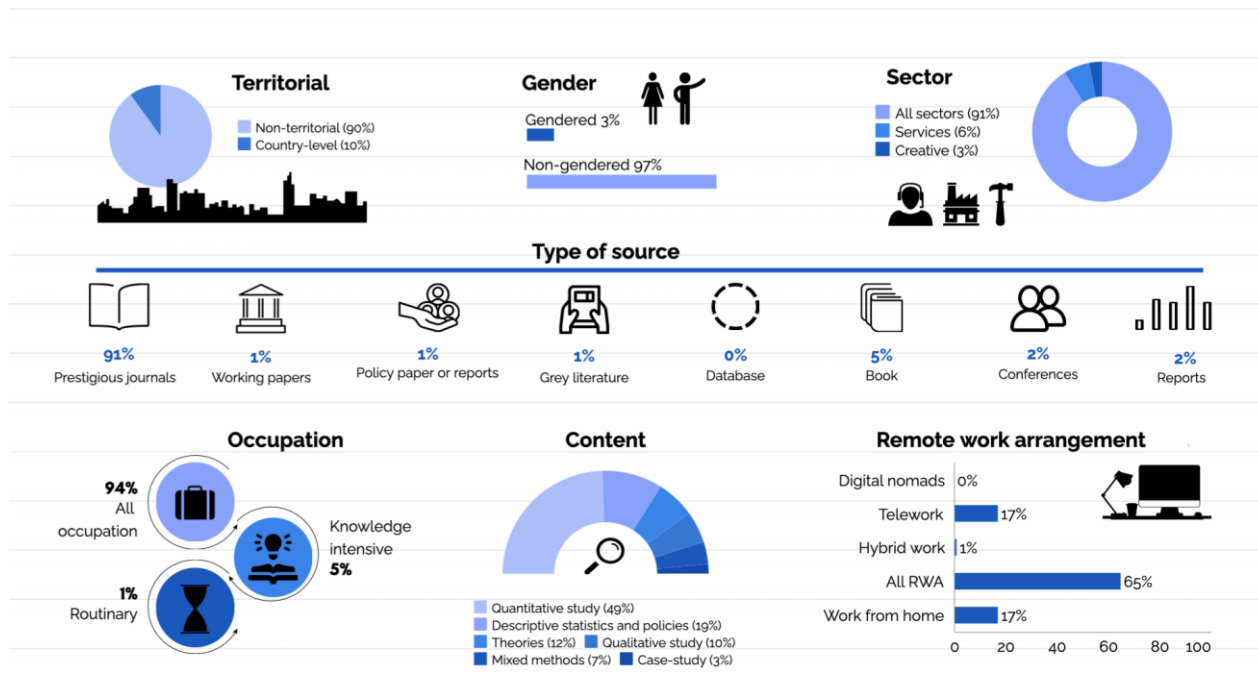 Territorial
Non-territorial (90%)
Country-level (10%)
Gender
Gendered 3%
Non-gendered 97%
Sector
All sectors (91%)
Services (6%)
Creative (3%)
Type of source
91%
Prestigious journals
1%
Working papers
1%
Policy paper or reports
1%
Grey literature
0%
Database
5%
Book
2%
Conferences
2%
Reports
Occupation
94%
All
occupation
Knowledge
intensive
5%
1%
Routinary
Content
Quantitative study (49%)
Descriptive statistics and policies (19%)
Theories (12%) Qualitative study (10%)
Mixed methods (7%) Case-study (3%)
Remote work arrangement
Digital nomads 0%
Telework 17%
Hybrid work 1%
All RWA 65%
Work from home 17%
0 20 40 60 80 100